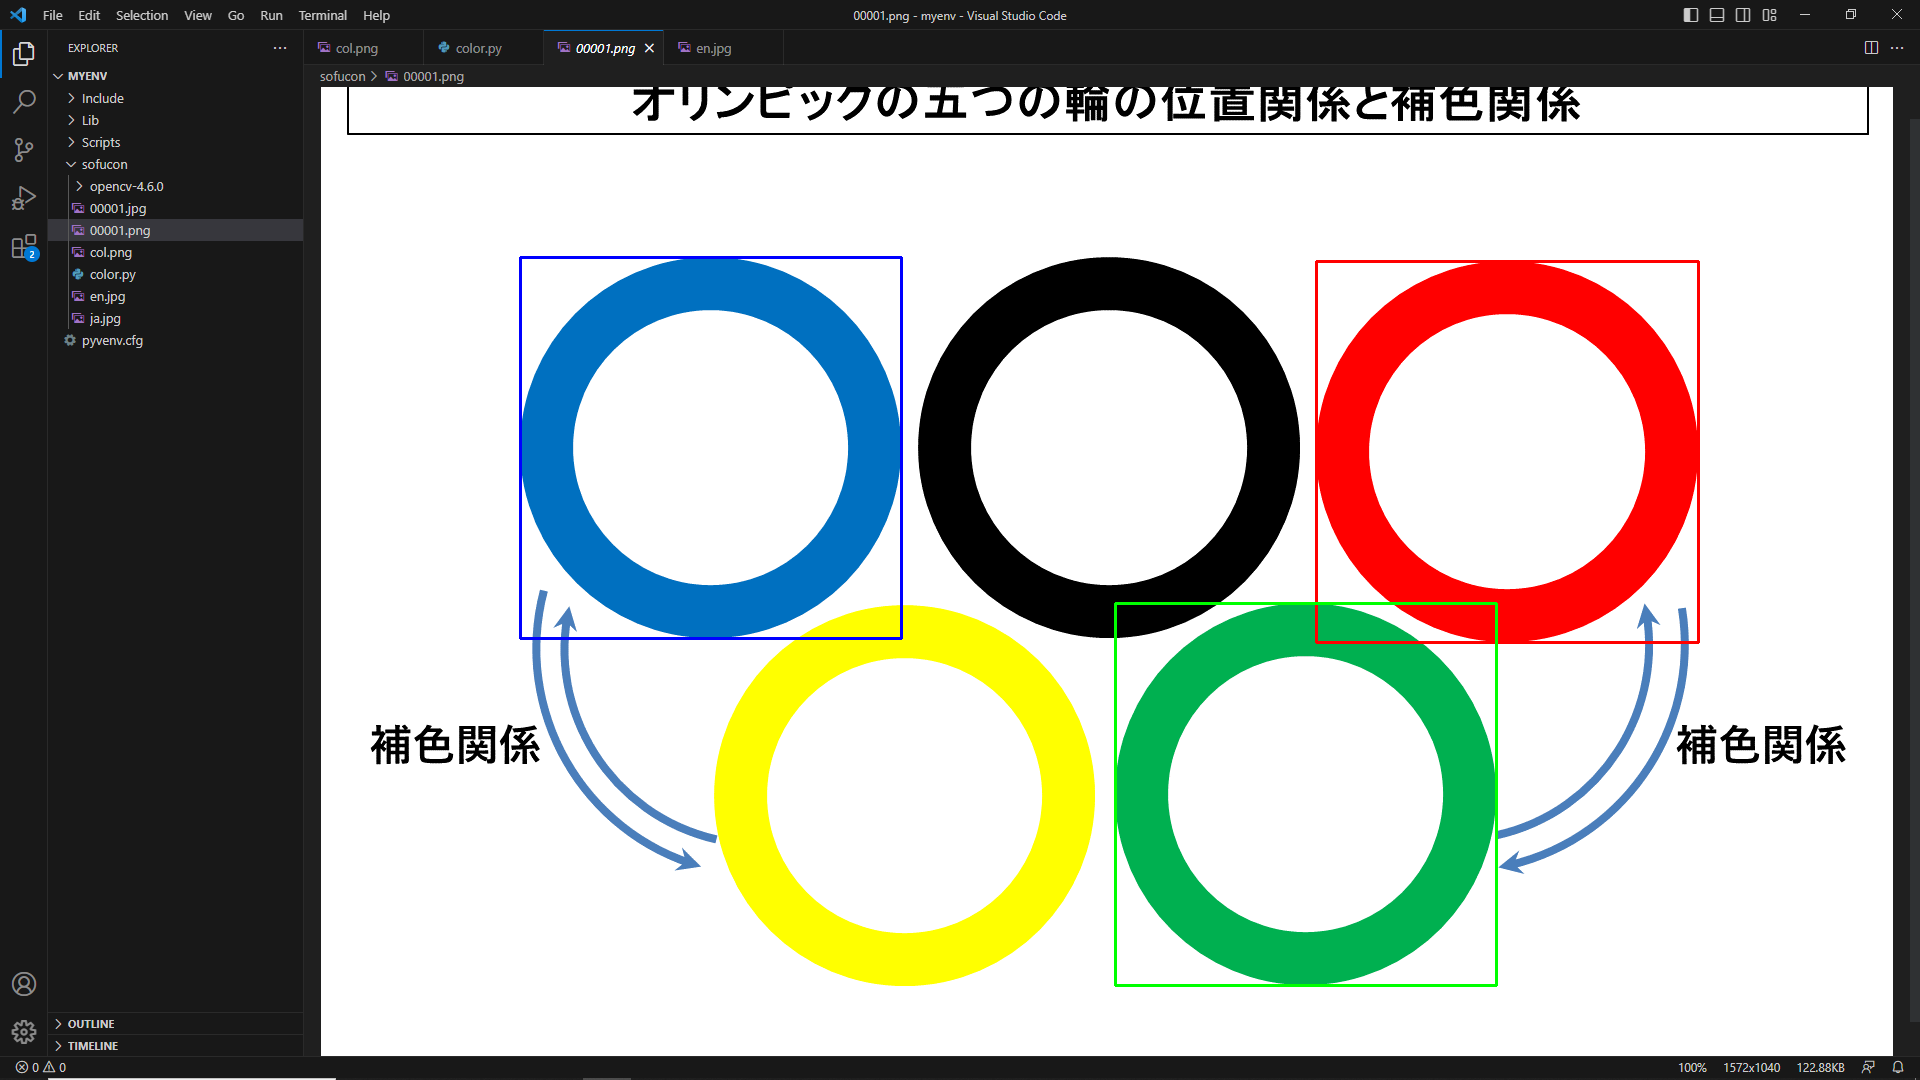 File Edit Selection View Go Run Terminal Help
00001.png - myenv - Visual Studio Code
EXPLORER
col.png color.py 00001.png en.jpg
sofucon > 00001.png
MYENV
Include
Lib
Scripts
sofucon
opencv-4.6.0
00001.jpg
00001.png
col.png
color.py
en.jpg
ja.jpg
pyvenv.cfg
オリンピックの五つの輪の位置関係と補色関係
補色関係
補色関係
2
OUTLINE
TIMELINE
0 0
100% 1572x1040 122.88KB